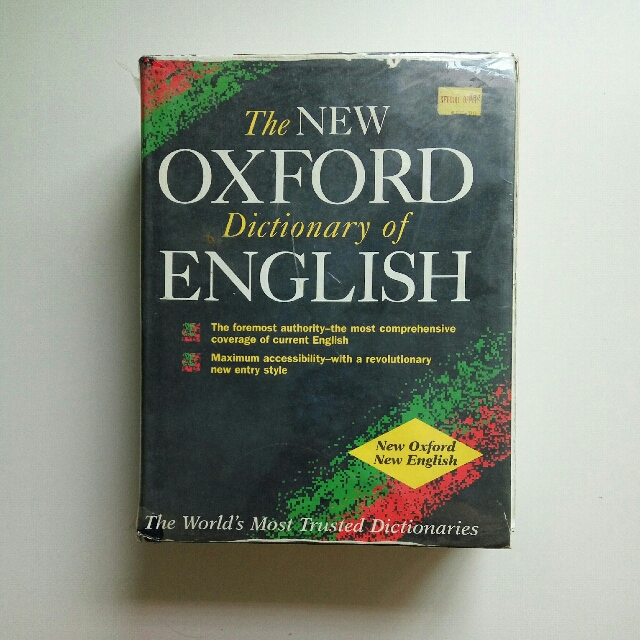 The NEW
OXFORD
Dictionary of
ENGLISH
The foremost authority–the most comprehensive
coverage of current English
Maximum accessibility–with a revolutionary
new entry style
New Oxford
New English
The World's Most Trusted Dictionaries